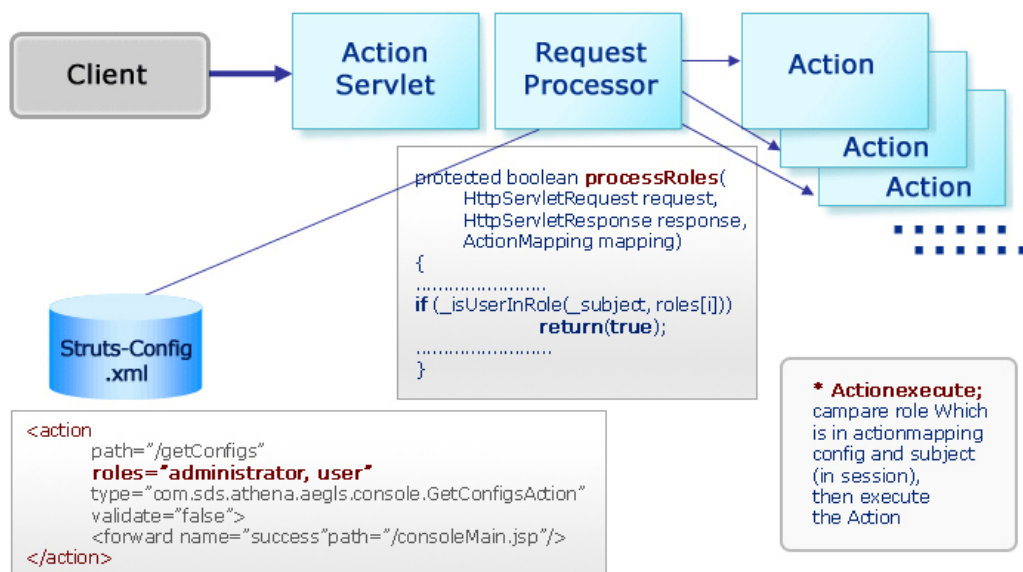 Client
Action
Servlet
Request
Processor
Action
Action
Action
protected boolean processRoles(
HttpServletRequest request,
HttpServletResponse response,
ActionMapping mapping)
{
........................
if (_isUserInRole(_subject, roles[i]))
return(true);
.........................
}
Struts-Config
.xml
<action
path="/getConfigs"
roles="administrator, user"
type="com.sds.athena.aegls.console.GetConfigsAction"
validate="false">
<forward name="success"path="/consoleMain.jsp"/>
</action>
* Actionexecute;
campare role Which
is in actionmapping
config and subject
(in session),
then execute
the Action